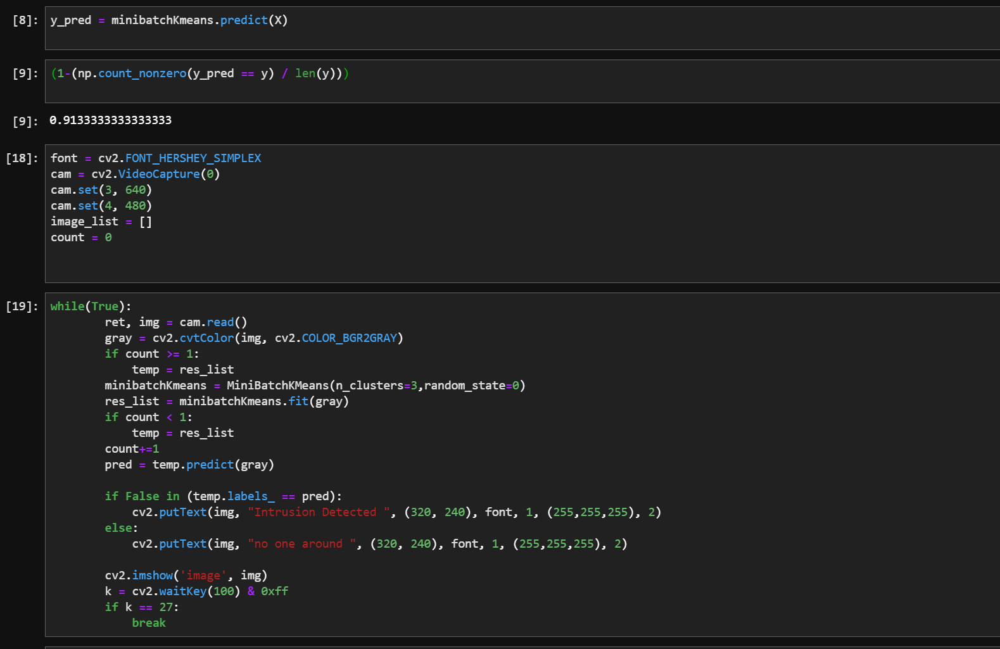 [8]: y_pred = minibatchKmeans.predict(X)
[9]: (1-(np.count_nonzero(y_pred == y) / len(y)))
[9]: 0.9133333333333333
[18]: font = cv2.FONT_HERSHEY_SIMPLEX
cam = cv2.VideoCapture(0)
cam.set(3, 640)
cam.set(4, 480)
image_list = []
count = 0
[19]: while(True):
        ret, img = cam.read()
        gray = cv2.cvtColor(img, cv2.COLOR_BGR2GRAY)
        if count >= 1:
            temp = res_list
        minibatchKmeans = MiniBatchKMeans(n_clusters=3,random_state=0)
        res_list = minibatchKmeans.fit(gray)
        if count < 1:
            temp = res_list
        count+=1
        pred = temp.predict(gray)
        if False in (temp.labels_ == pred):
            cv2.putText(img, "Intrusion Detected ", (320, 240), font, 1, (255,255,255), 2)
        else:
            cv2.putText(img, "no one around ", (320, 240), font, 1, (255,255,255), 2)
        cv2.imshow('image', img)
        k = cv2.waitKey(100) & 0xff
        if k == 27:
            break